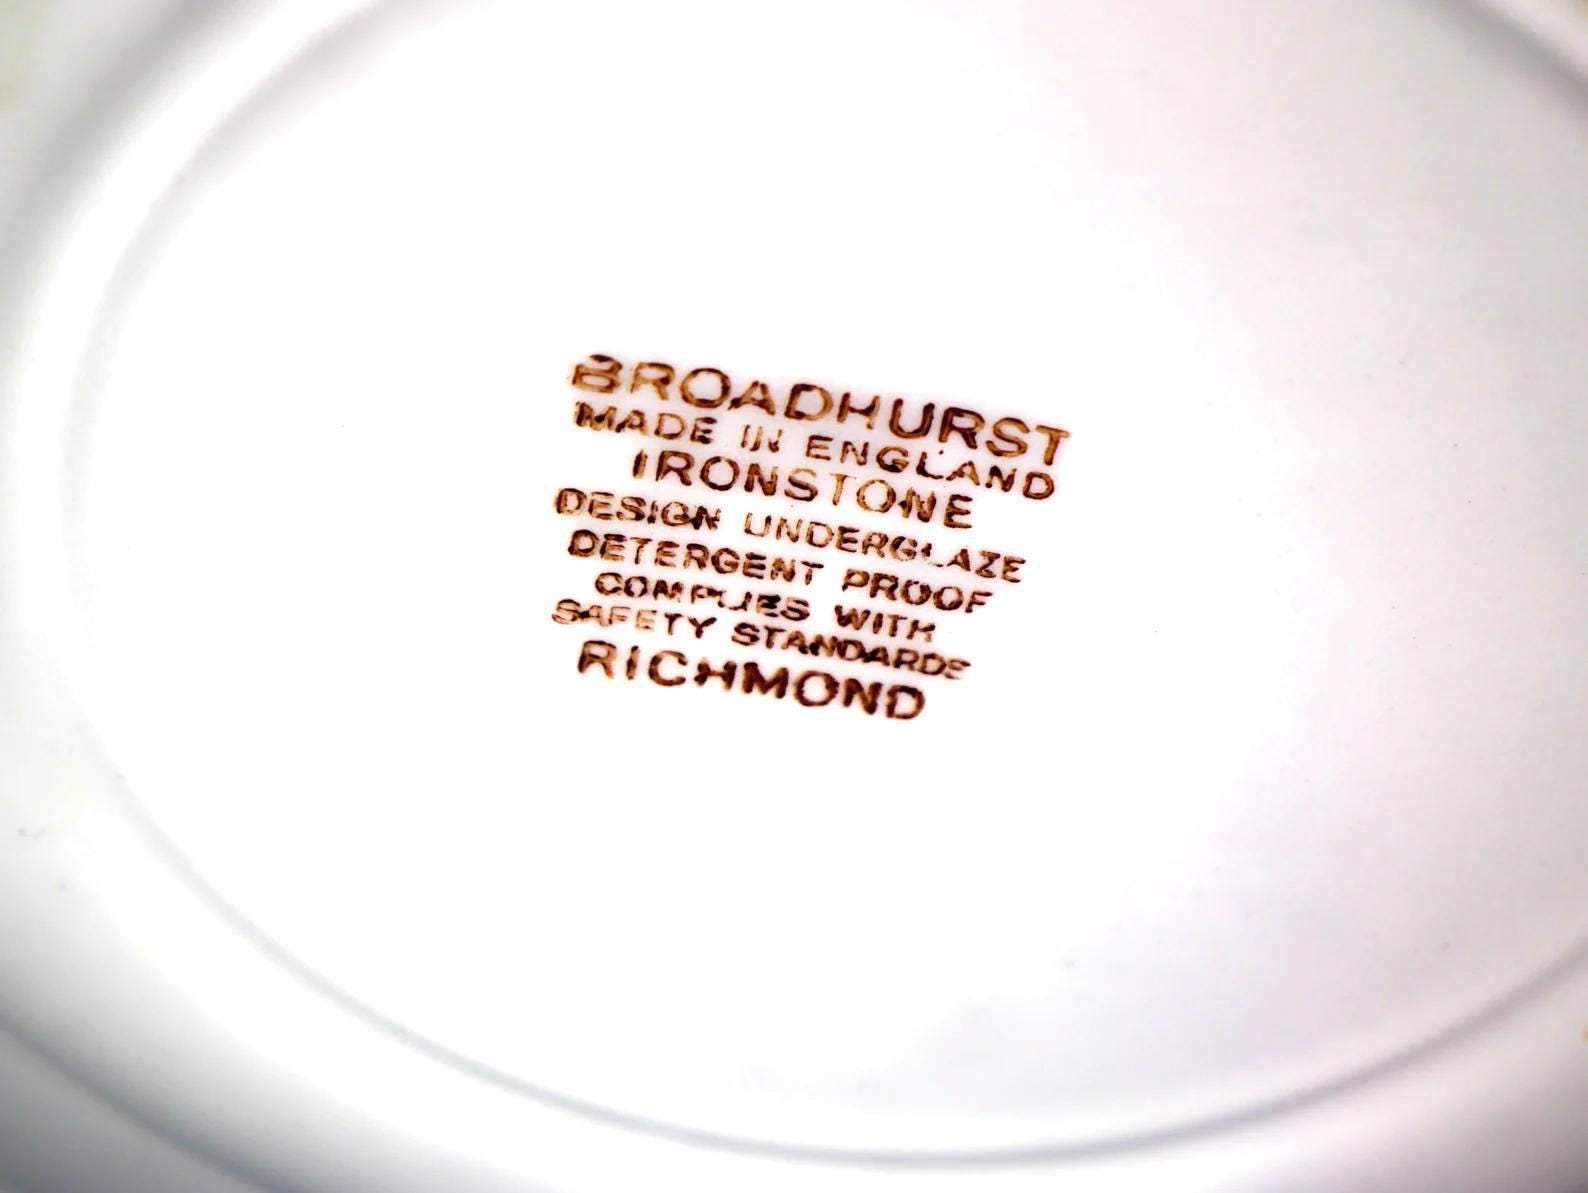 BROADHURST
MADE IN ENGLAND
IRONSTONE
DESIGN UNDERGLAZE
DETERGENT PROOF
COMPLIES WITH
SAFETY STANDARDS
RICHMOND